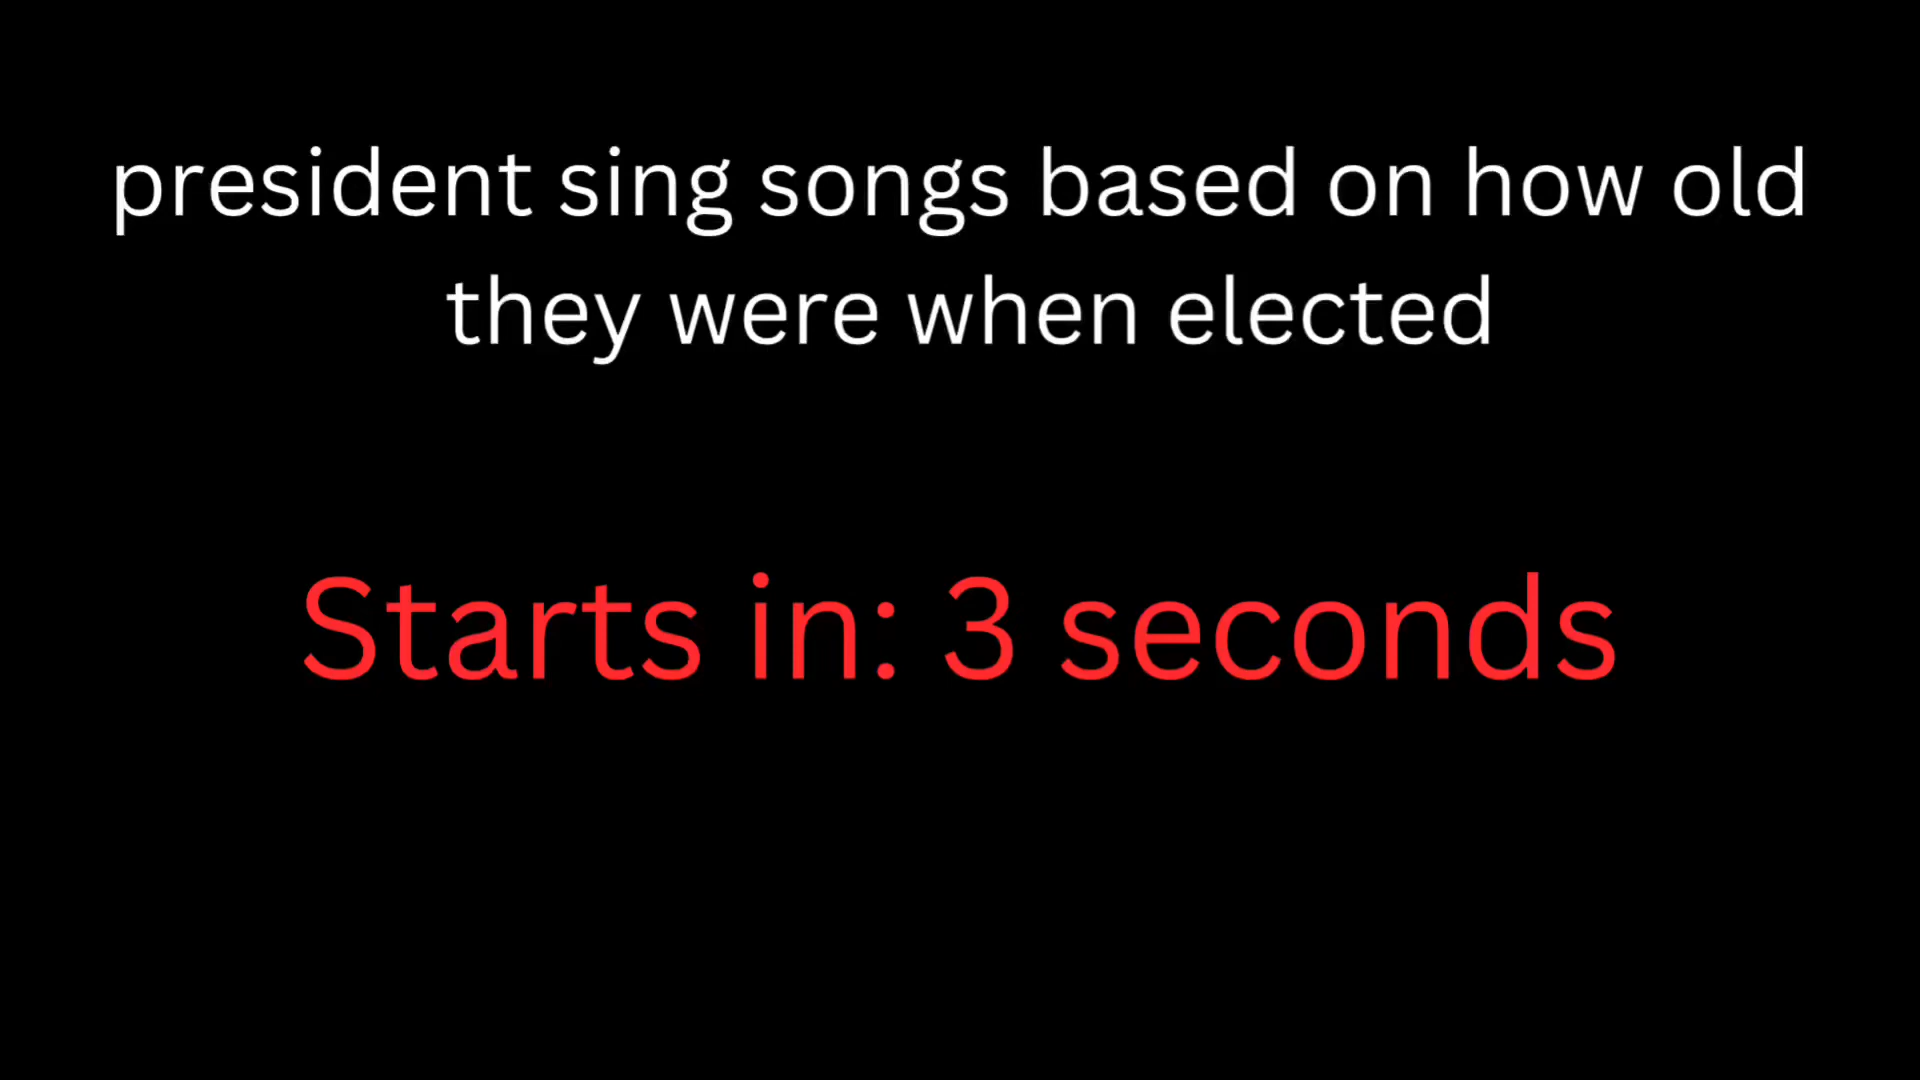 president sing songs based on how old
they were when elected
Starts in: 3 seconds